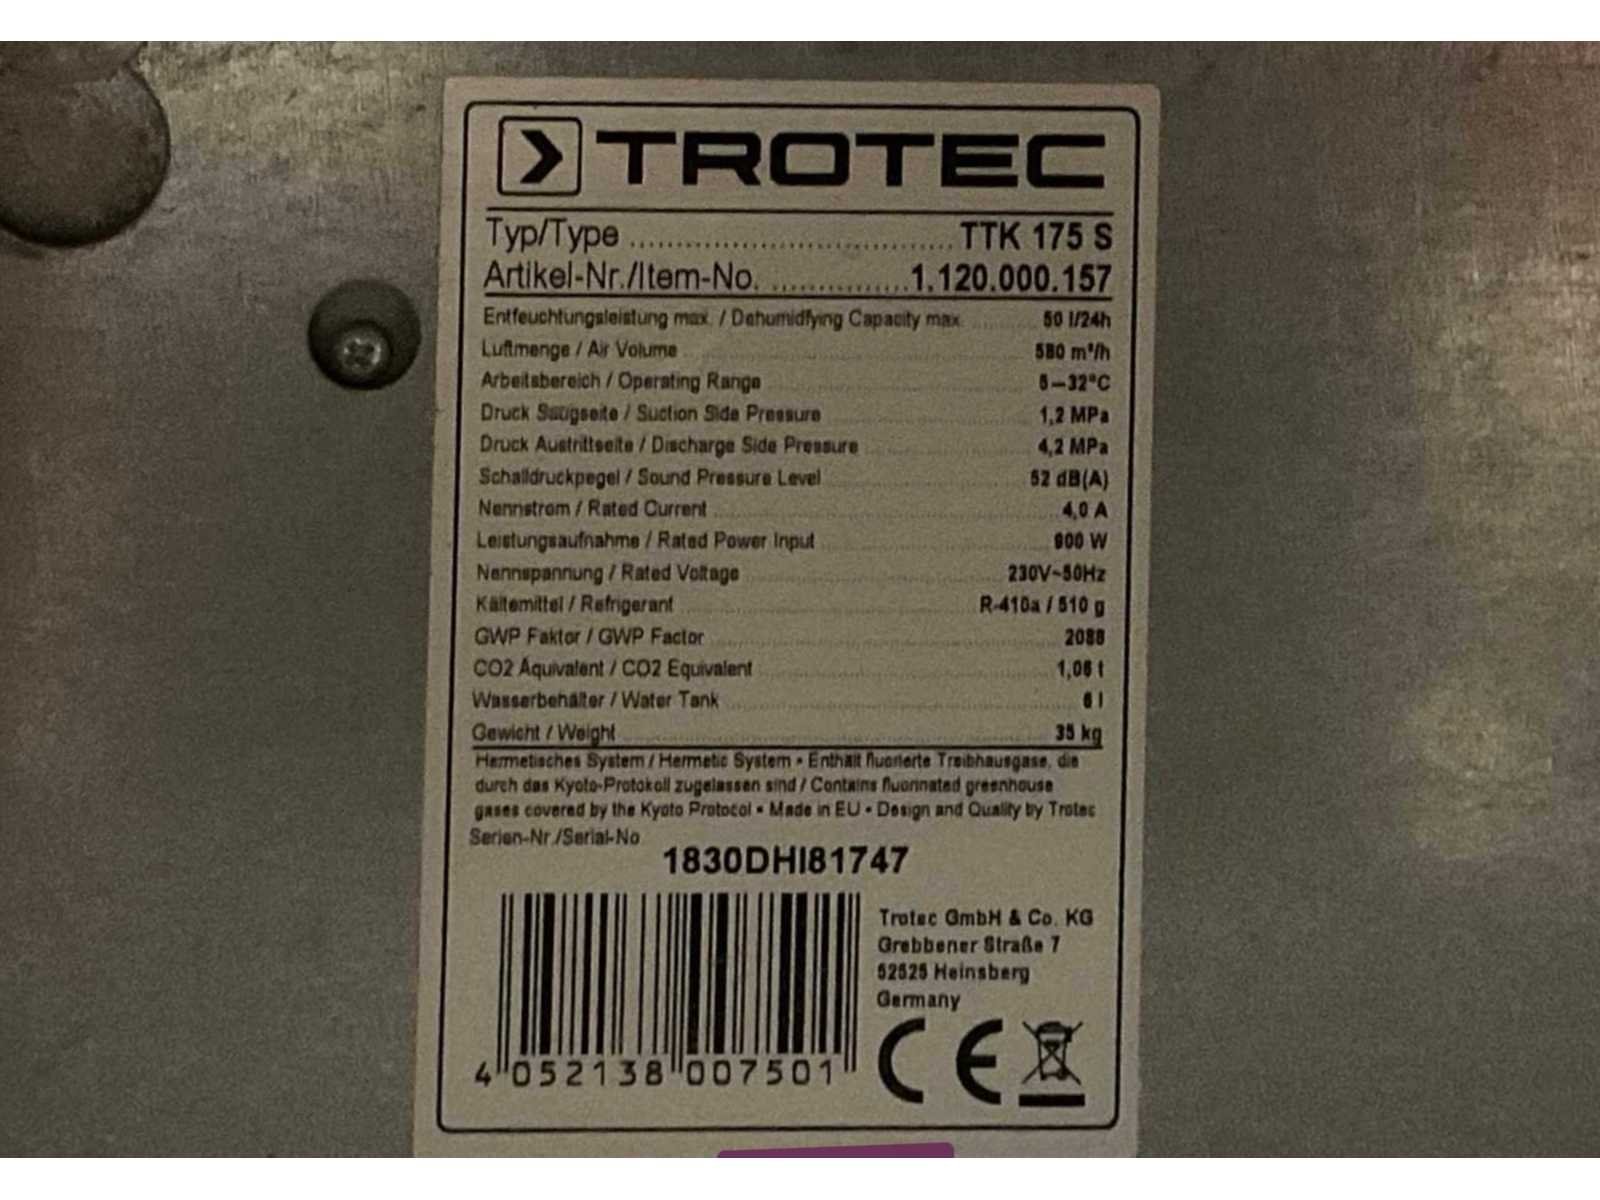 TROTEC
Typ/Type ................................... TTK 175 S
Artikel-Nr./Item-No. ............... 1.120.000.157
Entfeuchtungsleistung max. / Dehumidfying Capacity max. ........ 50 l/24h
Luftmenge / Air Volume ........ 580 m³/h
Arbeitsbereich / Operating Range ........ 5–32°C
Druck Saugseite / Suction Side Pressure ........ 1,2 MPa
Druck Austrittseite / Discharge Side Pressure ........ 4,2 MPa
Schalldruckpegel / Sound Pressure Level ........ 52 dB(A)
Nennstrom / Rated Current ........ 4,0 A
Leistungsaufnahme / Rated Power Input ........ W
Nennspannung / Rated Voltage ........ 230V~50Hz
Kältemittel / Refrigerant ........ R-410a / 510 g
GWP Faktor / GWP Factor ........ 2088
CO2 Äquivalent / CO2 Equivalent ........ t
Wasserbehälter / Water Tank ........ 6 l
Gewicht / Weight ........ 35 kg
Hermetisches System / Hermetic System • Enthält fluorierte Treibhausgase, die
durch das Kyoto-Protokoll zugelassen sind / Contains fluorinated greenhouse
gases covered by the Kyoto Protocol • Made in EU • Design and Quality by Trotec
Serien-Nr./Serial-No
1830DHI81747
Trotec GmbH & Co. KG
Grebbener Straße 7
52525 Heinsberg
Germany
CE
4 052138 007501